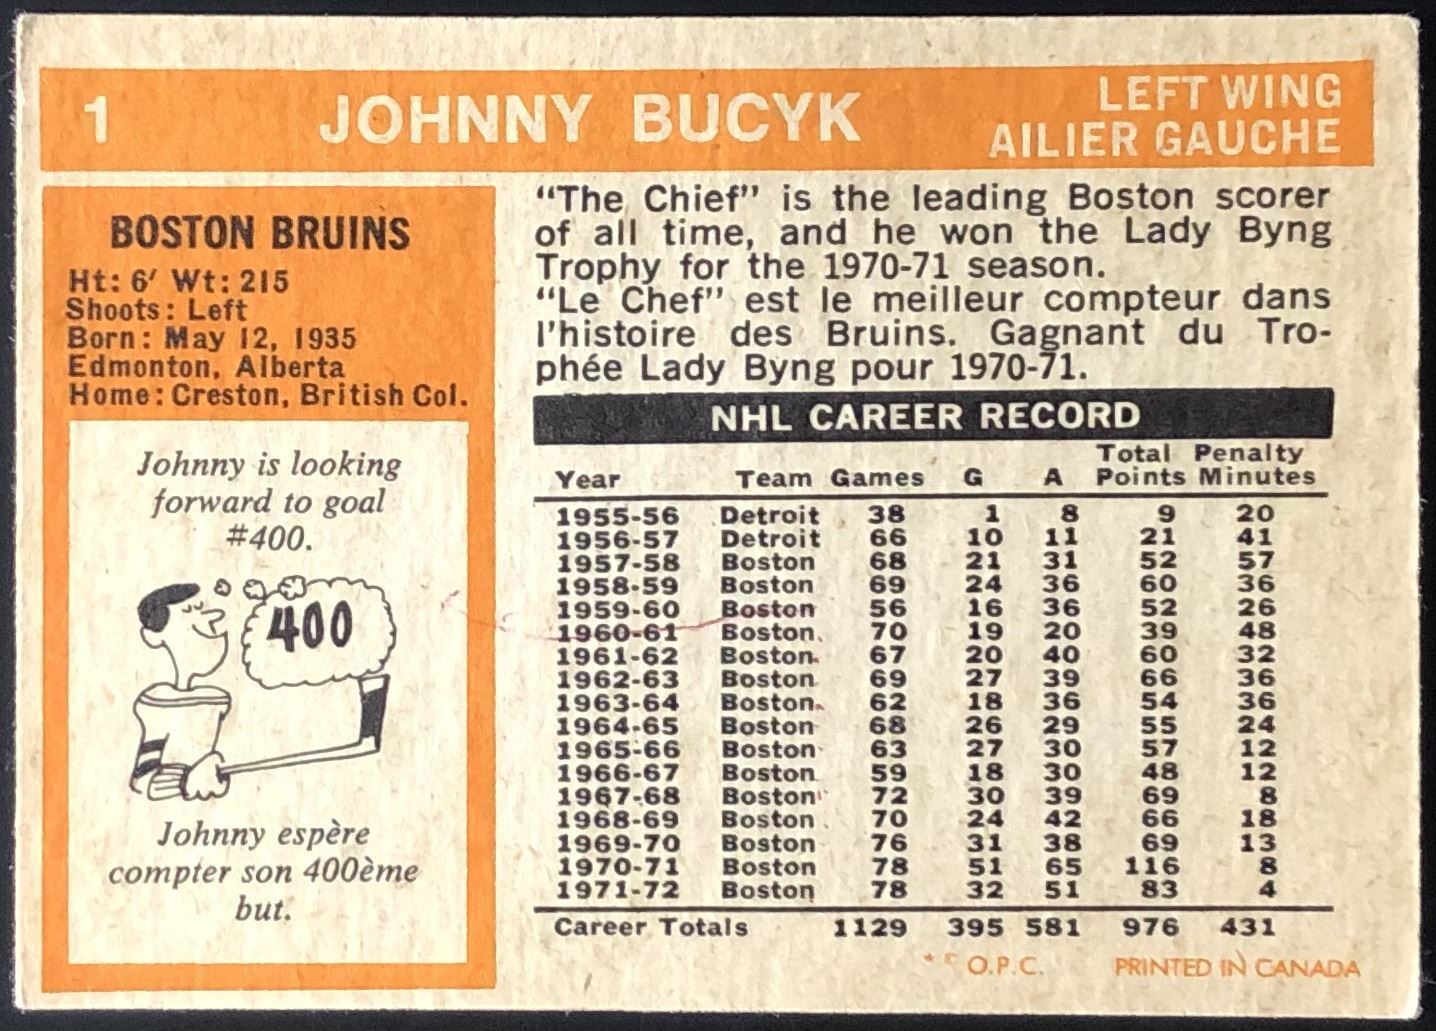 1 JOHNNY BUCYK LEFT WING
AILIER GAUCHE
BOSTON BRUINS
Ht: 6' Wt: 215
Shoots: Left
Born: May 12, 1935
Edmonton, Alberta
Home: Creston, British Col.
Johnny is looking
forward to goal
#400.
400
Johnny espère
compter son 400ème
but.
"The Chief" is the leading Boston scorer
of all time, and he won the Lady Byng
Trophy for the 1970-71 season.
"Le Chef" est le meilleur compteur dans
l'histoire des Bruins. Gagnant du Tro-
phée Lady Byng pour 1970-71.
NHL CAREER RECORD
Year Team Games G A Total Points Penalty Minutes
1955-56 Detroit 38 1 8 9 20
1956-57 Detroit 66 10 11 21 41
1957-58 Boston 68 21 31 52 57
1958-59 Boston 69 24 36 60 36
1959-60 Boston 56 16 36 52 26
1960-61 Boston 70 19 20 39 48
1961-62 Boston 67 20 40 60 32
1962-63 Boston 69 27 39 66 36
1963-64 Boston 62 18 36 54 36
1964-65 Boston 68 26 29 55 24
1965-66 Boston 63 27 30 57 12
1966-67 Boston 59 18 30 48 12
1967-68 Boston 72 30 39 69 8
1968-69 Boston 70 24 42 66 18
1969-70 Boston 76 31 38 69 13
1970-71 Boston 78 51 65 116 8
1971-72 Boston 78 32 51 83 4
Career Totals 1129 395 581 976 431
* © O.P.C. PRINTED IN CANADA